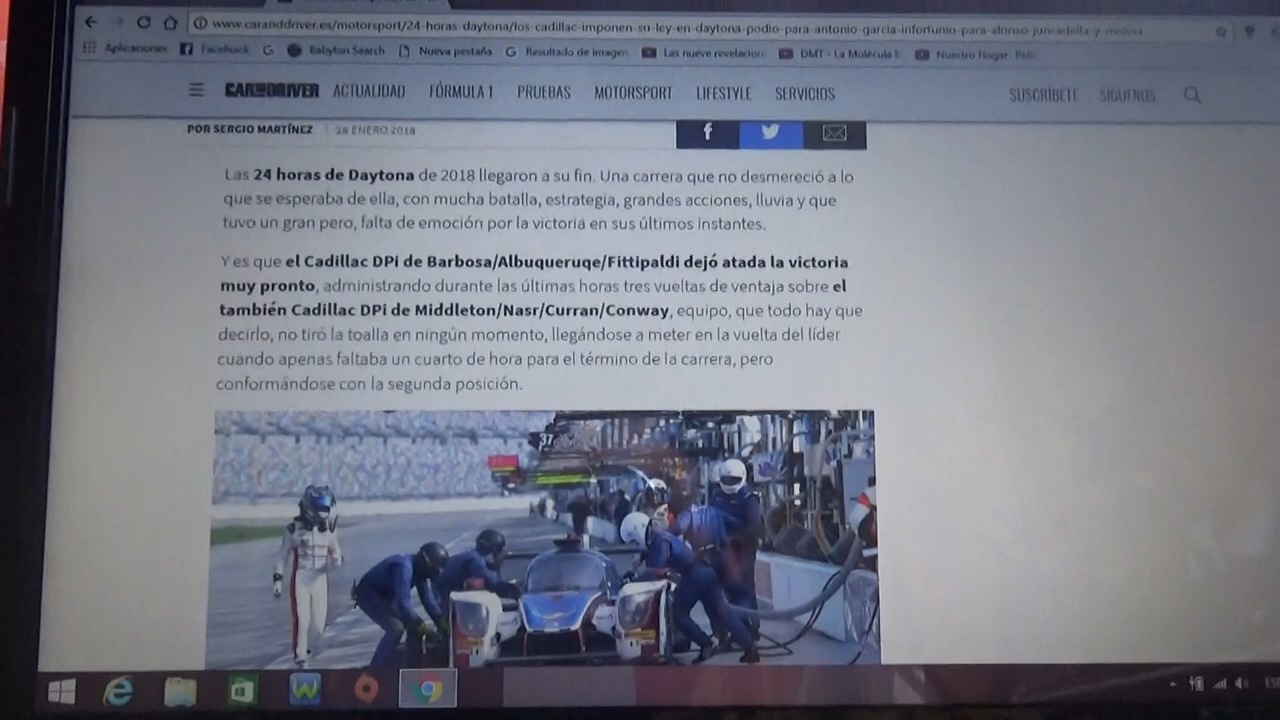 www.caranddriver.es/motorsport/24-horas-daytona/los-cadillac-imponen-su-ley-en-daytona-podio-para-antonio-garcia-infortunio-para-alonso-juncadella-y-molina
Aplicaciones Facebook Babylon Search Nueva pestaña Resultado de imagen Las nueve revelacion DMT - La Molécula Nuestro Hogar - Pelí
CAR AND DRIVER ACTUALIDAD FÓRMULA 1 PRUEBAS MOTORSPORT LIFESTYLE SERVICIOS SUSCRÍBETE SÍGUENOS
POR SERGIO MARTÍNEZ 28 ENERO 2018
Las 24 horas de Daytona de 2018 llegaron a su fin. Una carrera que no desmereció a lo
que se esperaba de ella, con mucha batalla, estrategia, grandes acciones, lluvia y que
tuvo un gran pero, falta de emoción por la victoria en sus últimos instantes.
Y es que el Cadillac DPi de Barbosa/Albuqueruqe/Fittipaldi dejó atada la victoria
muy pronto, administrando durante las últimas horas tres vueltas de ventaja sobre el
también Cadillac DPi de Middleton/Nasr/Curran/Conway, equipo, que todo hay que
decirlo, no tiró la toalla en ningún momento, llegándose a meter en la vuelta del líder
cuando apenas faltaba un cuarto de hora para el término de la carrera, pero
conformándose con la segunda posición.
37